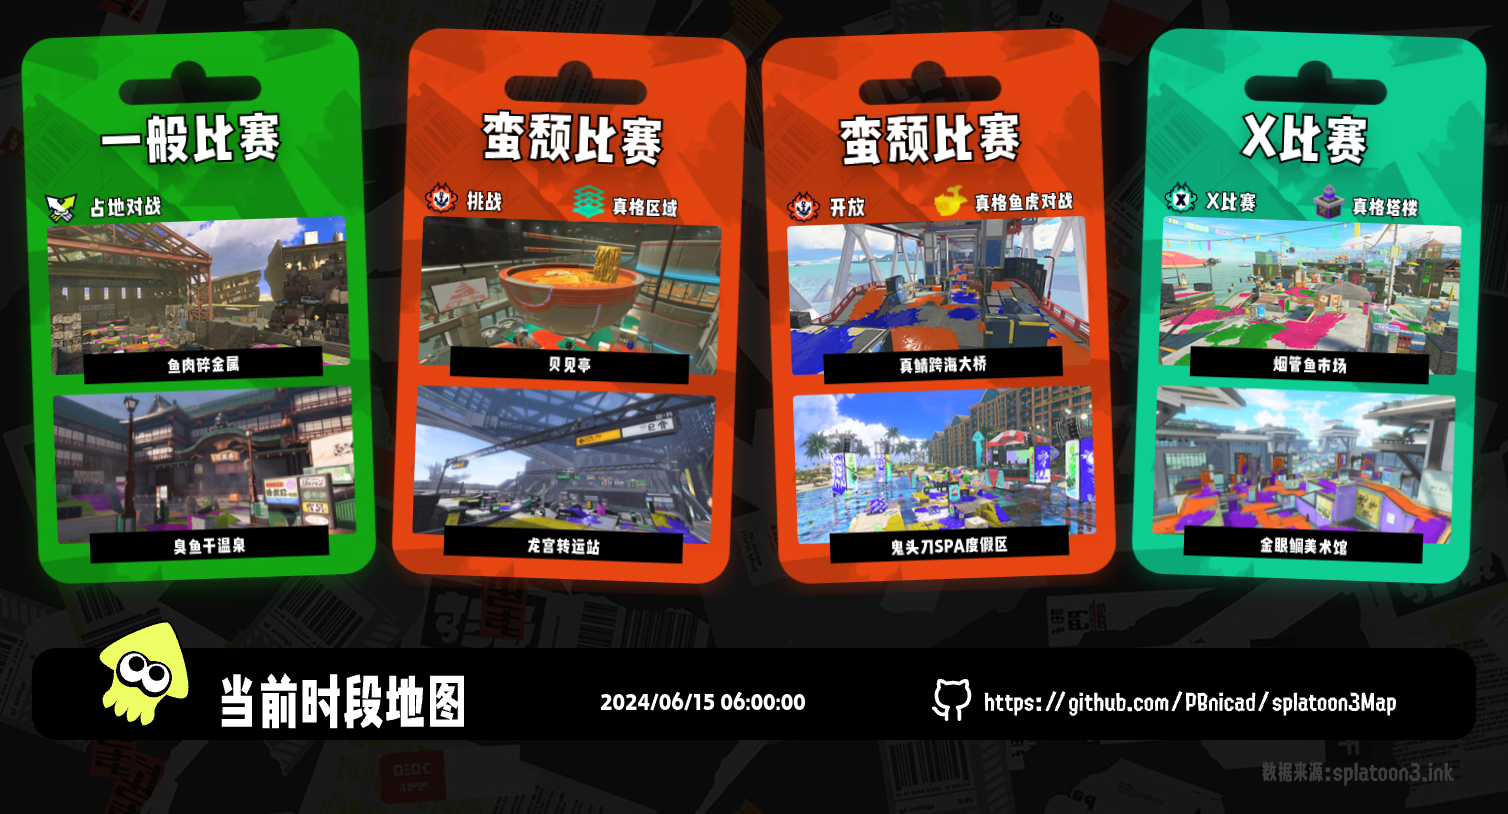 一般比赛
占地对战
鱼肉碎金属
臭鱼干温泉
蛮颓比赛
挑战
真格区域
贝见亭
龙宫转运站
蛮颓比赛
开放
真格鱼虎对战
真鲭跨海大桥
鬼头刀SPA度假区
X比赛
X比赛
真格塔楼
烟管鱼市场
金眼鲷美术馆
当前时段地图
2024/06/15 06:00:00
https://github.com/PBnicad/splatoon3Map
数据来源:splatoon3.ink